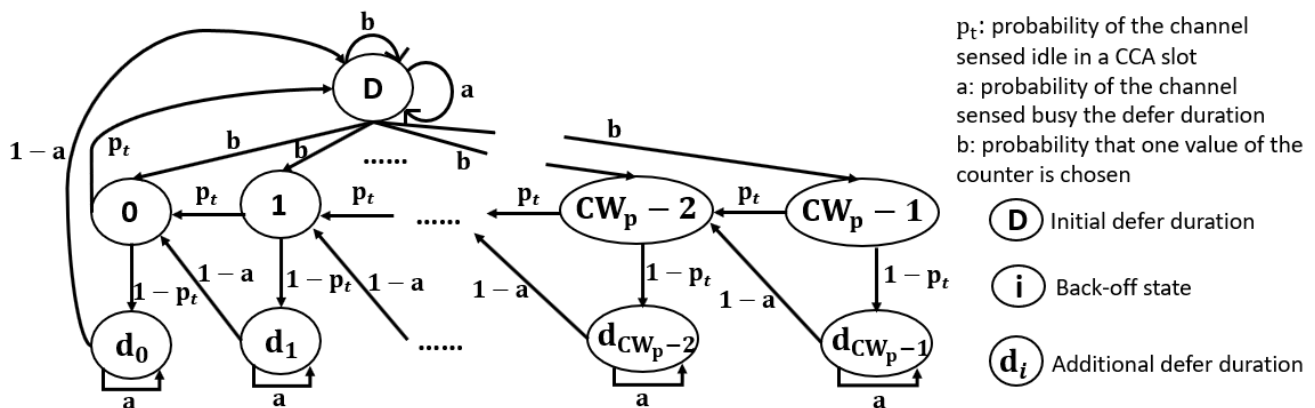 b
D
a
1 − a
p_t
b
b
b
b
......
0
p_t
1
p_t
......
p_t
CW_p − 2
p_t
CW_p − 1
1 − p_t
1 − a
1 − p_t
1 − a
1 − a
1 − p_t
1 − a
1 − p_t
d_0
d_1
......
d_{CW_p−2}
d_{CW_p−1}
a
a
a
a
p_t: probability of the channel
sensed idle in a CCA slot
a: probability of the channel
sensed busy the defer duration
b: probability that one value of the
counter is chosen
D Initial defer duration
i Back-off state
d_i Additional defer duration